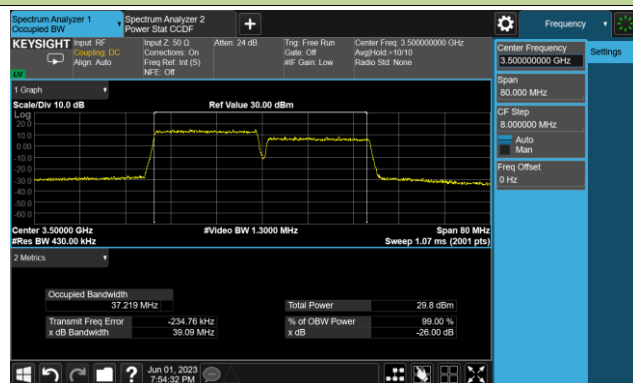 Spectrum Analyzer 1
Occupied BW
Spectrum Analyzer 2
Power Stat CCDF
+
Frequency
KEYSIGHT
Input: RF
Coupling: DC
Align: Auto
Input Z: 50 Ω
Corrections: On
Freq Ref: Int (S)
NFE: Off
Atten: 24 dB
Trig: Free Run
Gate: Off
#IF Gain: Low
Center Freq: 3.500000000 GHz
Avg|Hold:>10/10
Radio Std: None
LM
Center Frequency
3.500000000 GHz
Settings
Span
80.000 MHz
CF Step
8.000000 MHz
Auto
Man
Freq Offset
0 Hz
1 Graph
Scale/Div 10.0 dB
Ref Value 30.00 dBm
Log
20.0
10.0
0.00
-10.0
-20.0
-30.0
-40.0
-50.0
-60.0
Center 3.50000 GHz
#Video BW 1.3000 MHz
Span 80 MHz
#Res BW 430.00 kHz
Sweep 1.07 ms (2001 pts)
2 Metrics
Occupied Bandwidth
37.219 MHz
Total Power 29.8 dBm
Transmit Freq Error -234.76 kHz
% of OBW Power 99.00 %
x dB Bandwidth 39.09 MHz
x dB -26.00 dB
?
Jun 01, 2023
7:54:32 PM